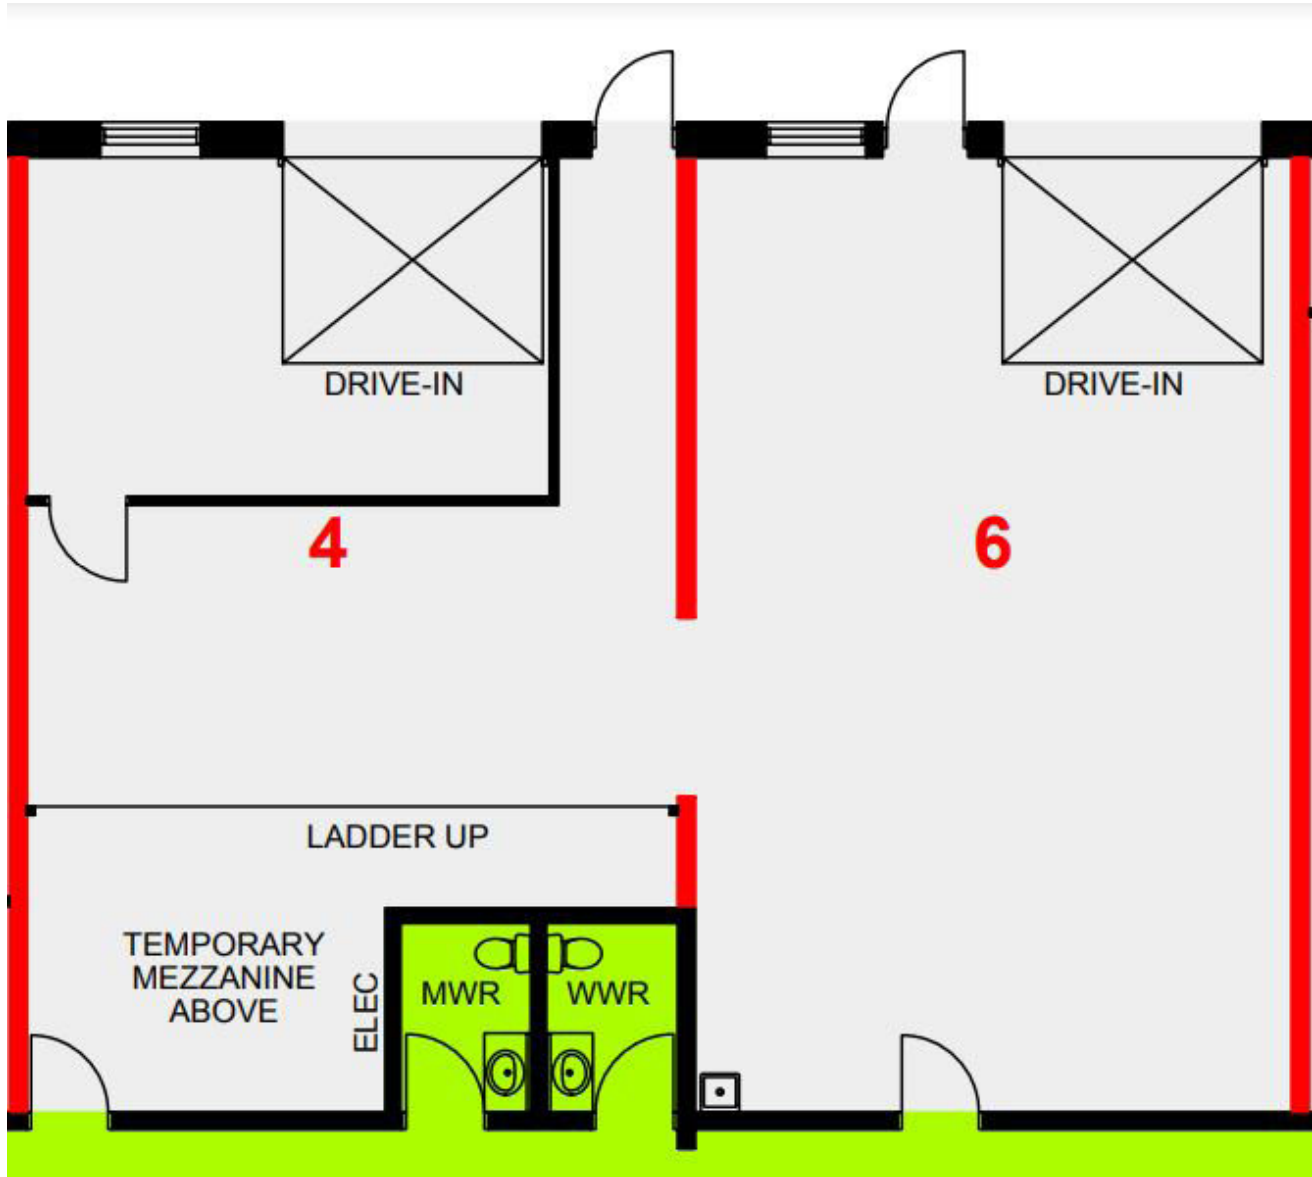 DRIVE-IN
DRIVE-IN
4
6
LADDER UP
TEMPORARY
MEZZANINE
ABOVE
ELEC
MWR
WWR